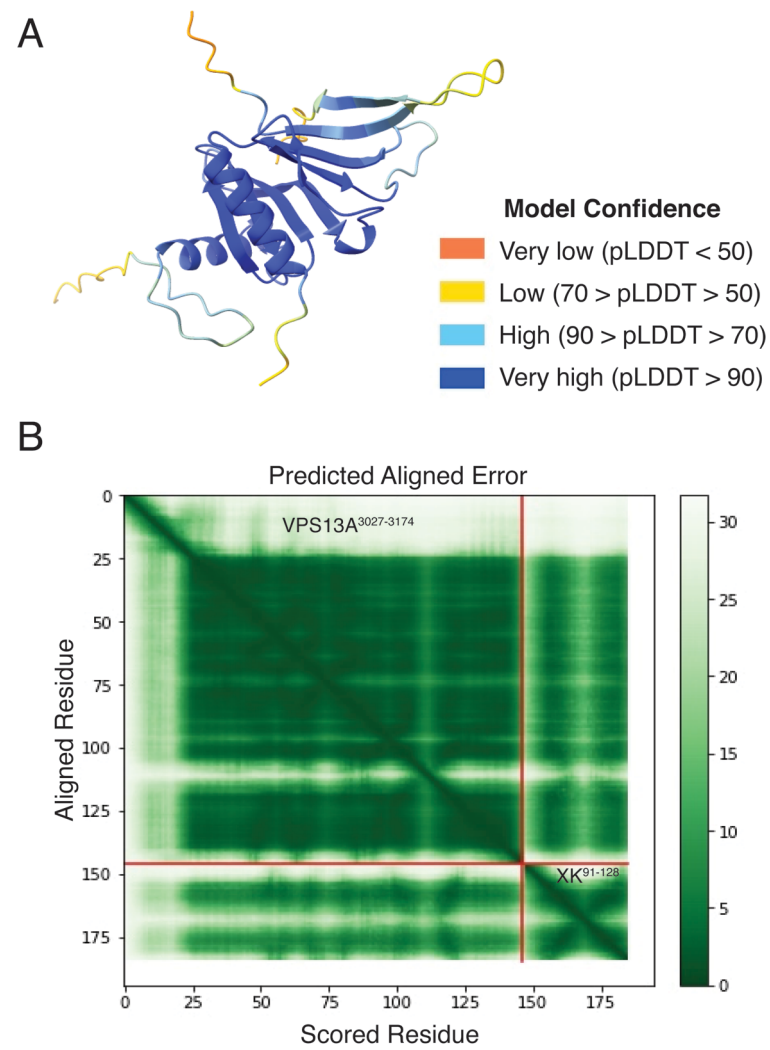 A
Model Confidence
Very low (pLDDT < 50)
Low (70 > pLDDT > 50)
High (90 > pLDDT > 70)
Very high (pLDDT > 90)
B
Predicted Aligned Error
VPS13A3027-3174
XK91-128
Aligned Residue
0
25
50
75
100
125
150
175
0 25 50 75 100 125 150 175
Scored Residue
30
25
20
15
10
5
0